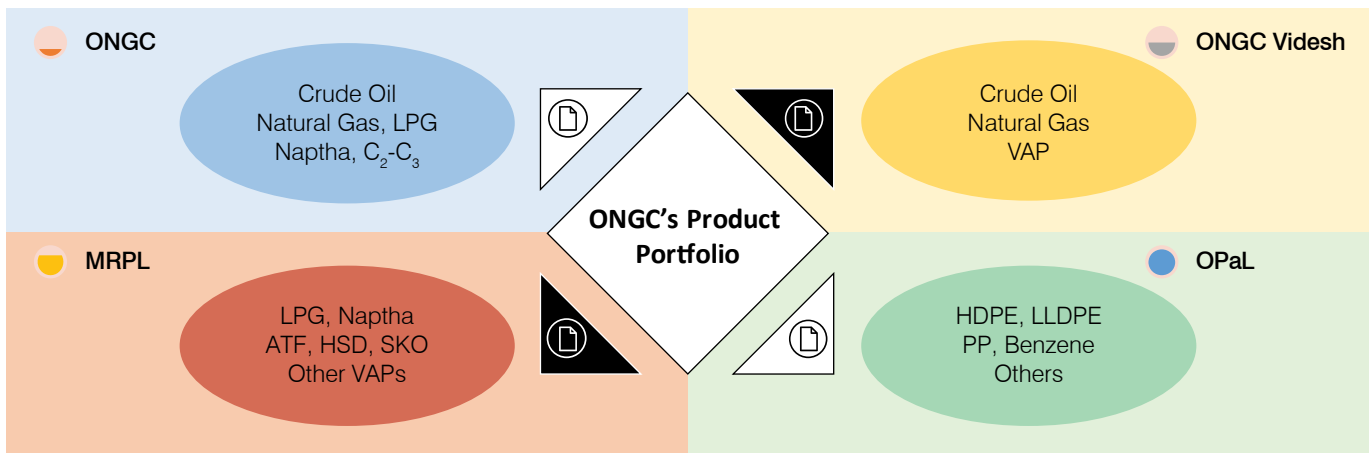 ONGC
Crude Oil
Natural Gas, LPG
Naptha, C₂-C₃
ONGC Videsh
Crude Oil
Natural Gas
VAP
ONGC’s Product
Portfolio
MRPL
LPG, Naptha
ATF, HSD, SKO
Other VAPs
OPaL
HDPE, LLDPE
PP, Benzene
Others